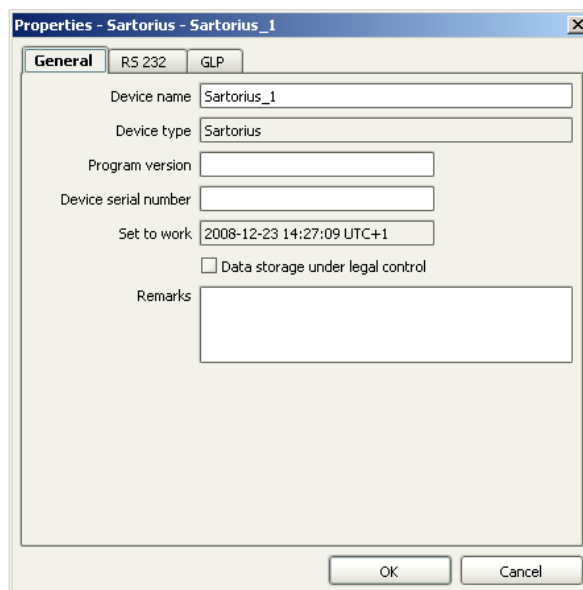 Properties - Sartorius - Sartorius_1
General RS 232 GLP
Device name Sartorius_1
Device type Sartorius
Program version
Device serial number
Set to work 2008-12-23 14:27:09 UTC+1
Data storage under legal control
Remarks
OK Cancel